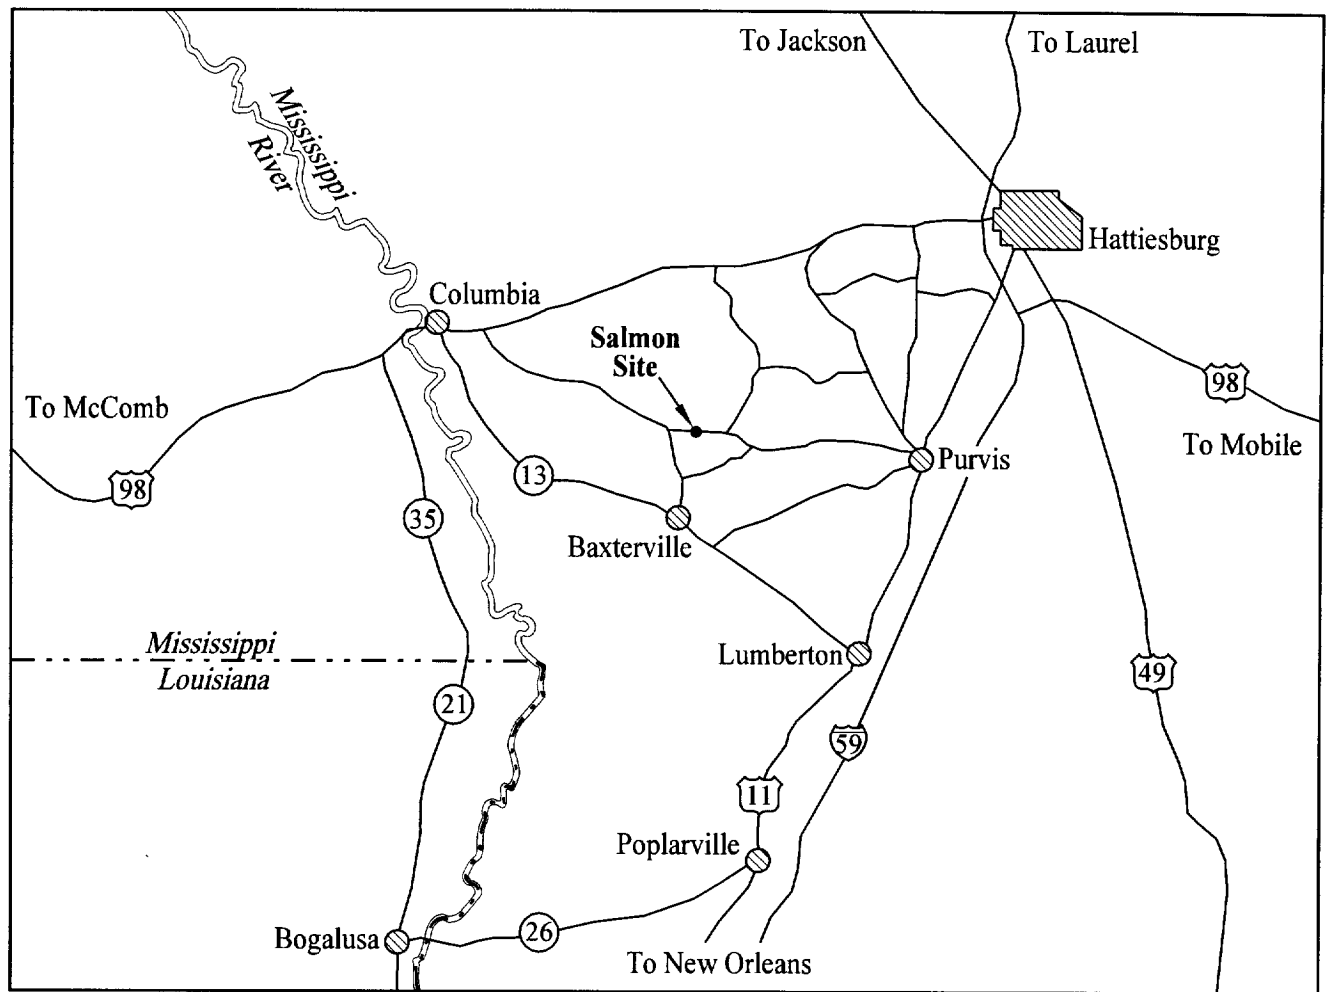 To Jackson
To Laurel
Mississippi
River
Hattiesburg
Columbia
Salmon
Site
98
To McComb
To Mobile
98
13
Purvis
35
Baxterville
Mississippi
Louisiana
Lumberton
49
21
59
11
Poplarville
26
Bogalusa
To New Orleans